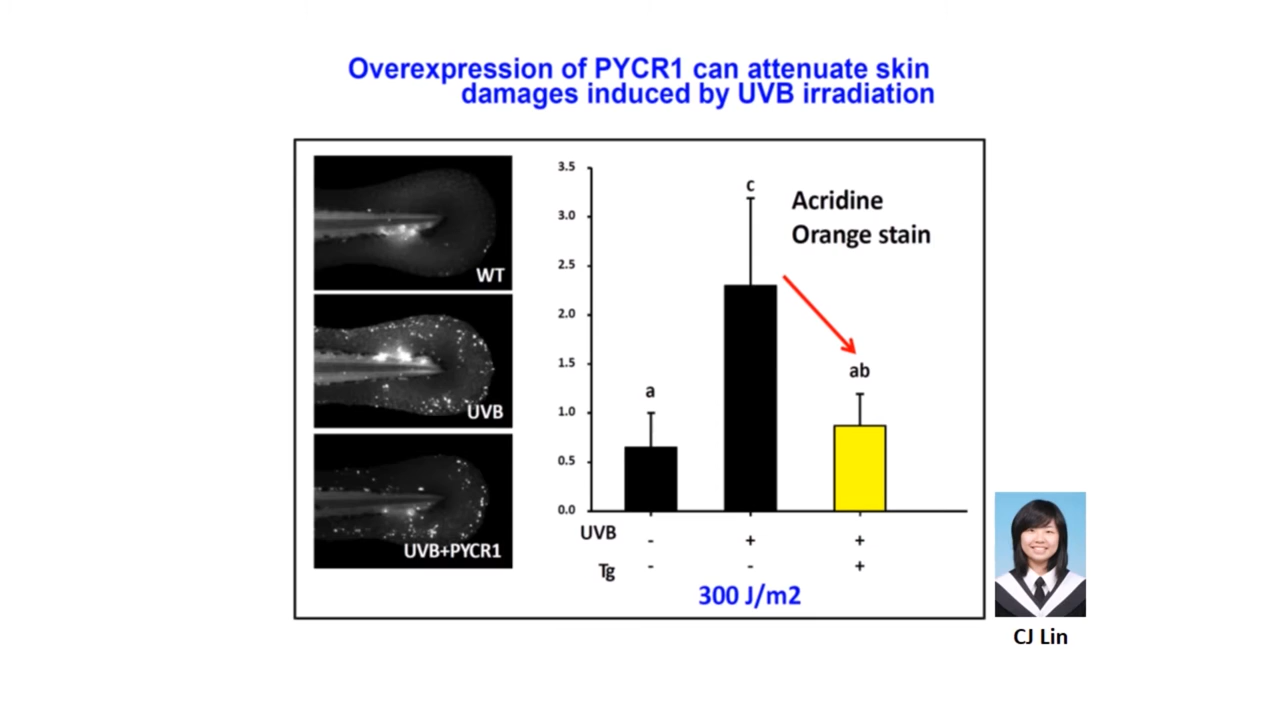 Overexpression of PYCR1 can attenuate skin
damages induced by UVB irradiation
WT
UVB
UVB+PYCR1
3.5
3.0
2.5
2.0
1.5
1.0
0.5
0.0
a
c
ab
Acridine
Orange stain
UVB - + +
Tg - - +
300 J/m2
CJ Lin